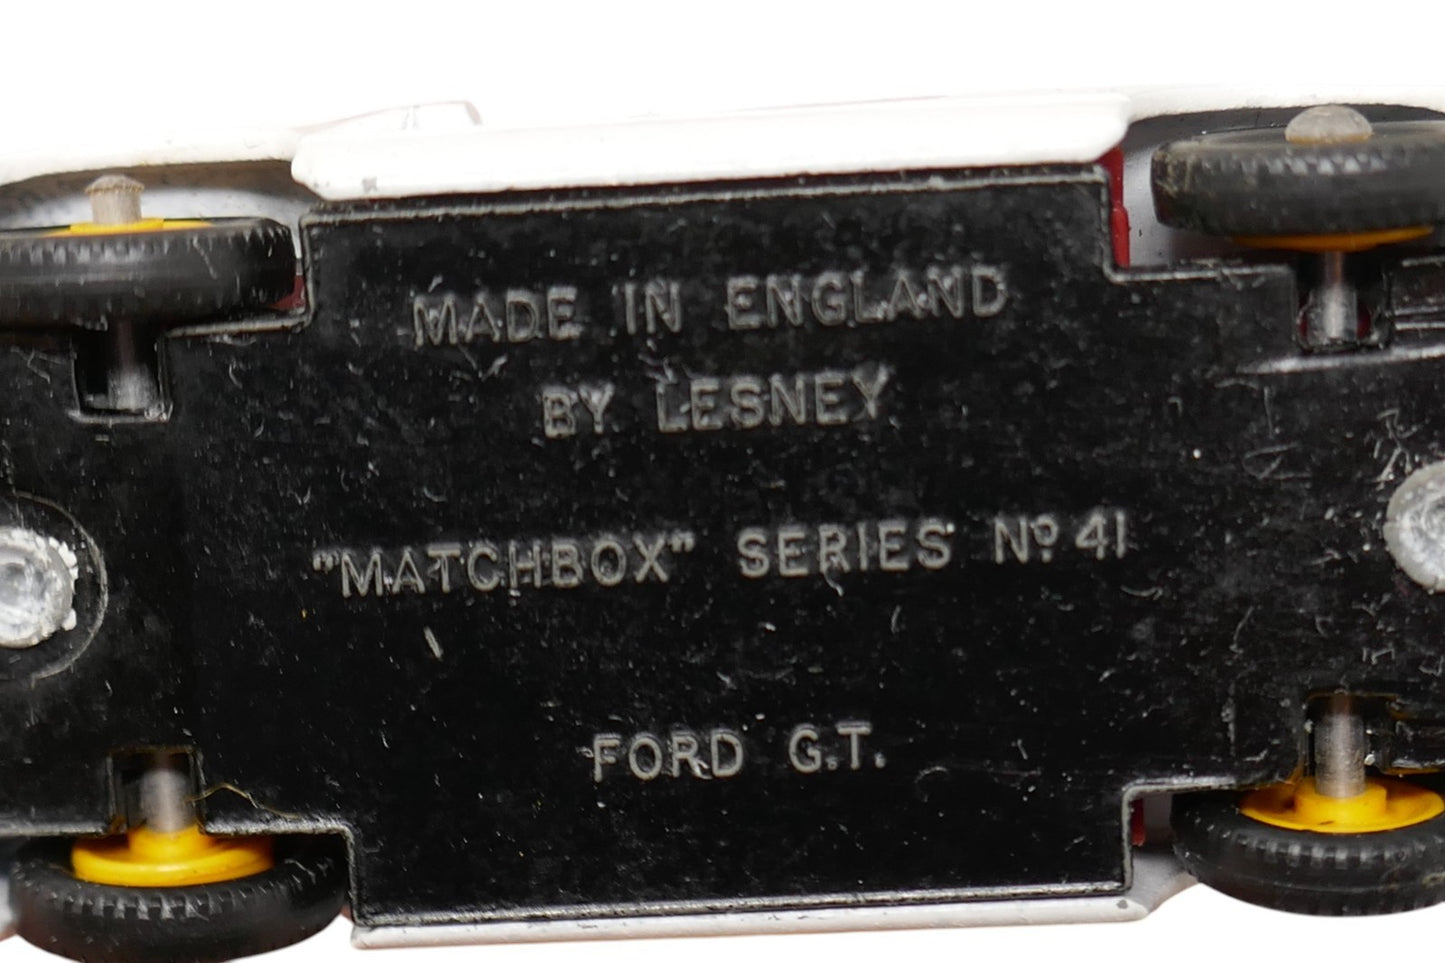 MADE IN ENGLAND
BY LESNEY
"MATCHBOX" SERIES Nº 41
FORD G.T.